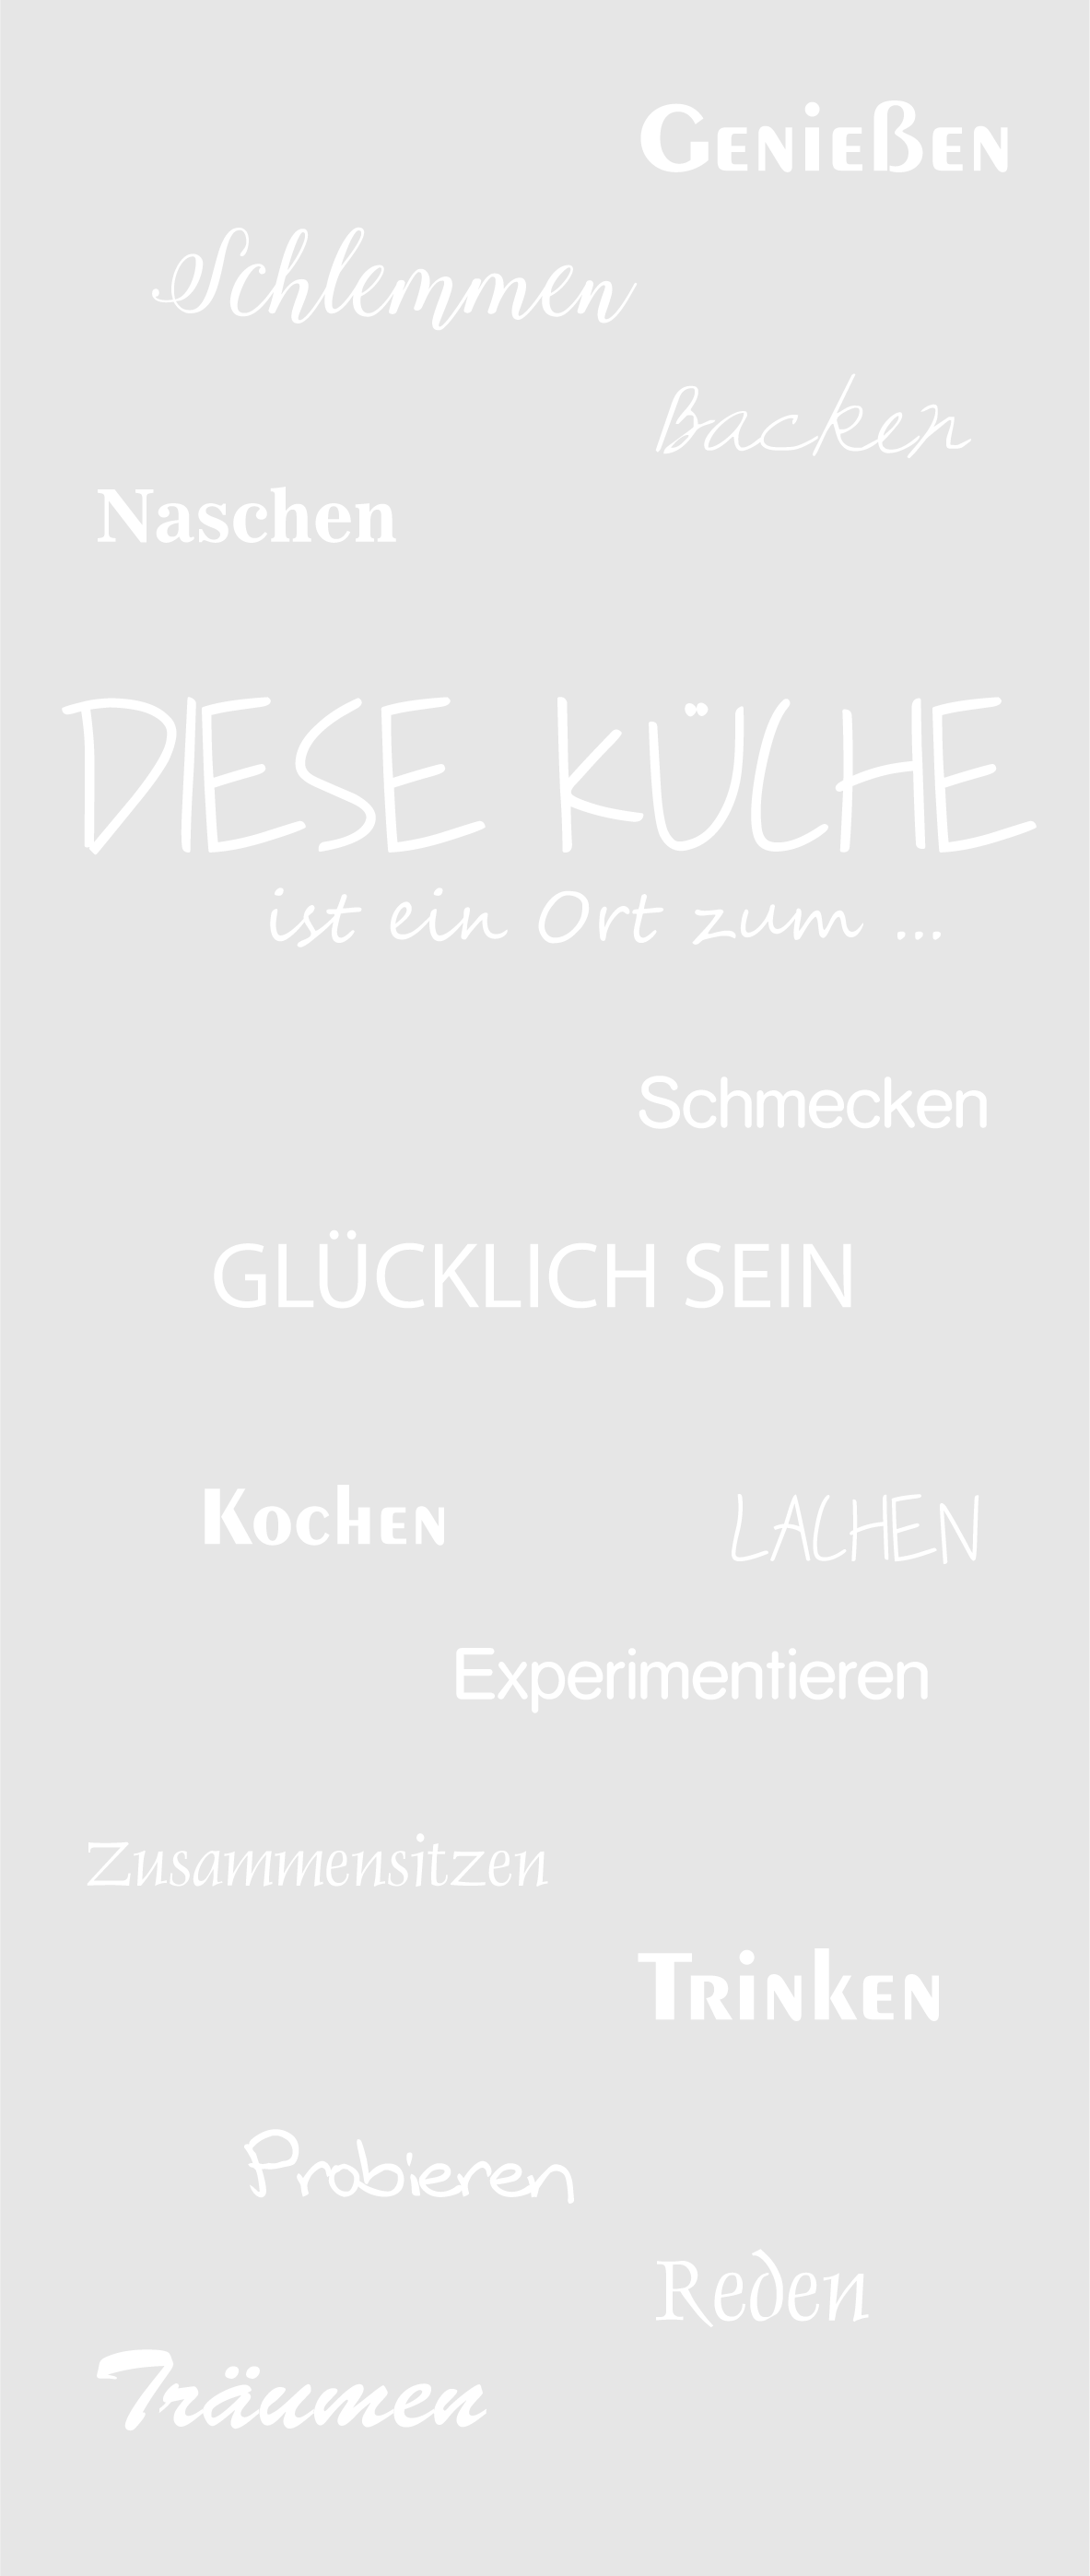 Genießen
Schlemmen
Backen
Naschen
DIESE KÜCHE
ist ein Ort zum ...
Schmecken
GLÜCKLICH SEIN
Kochen
LACHEN
Experimentieren
Zusammensitzen
Trinken
Probieren
Reden
Träumen